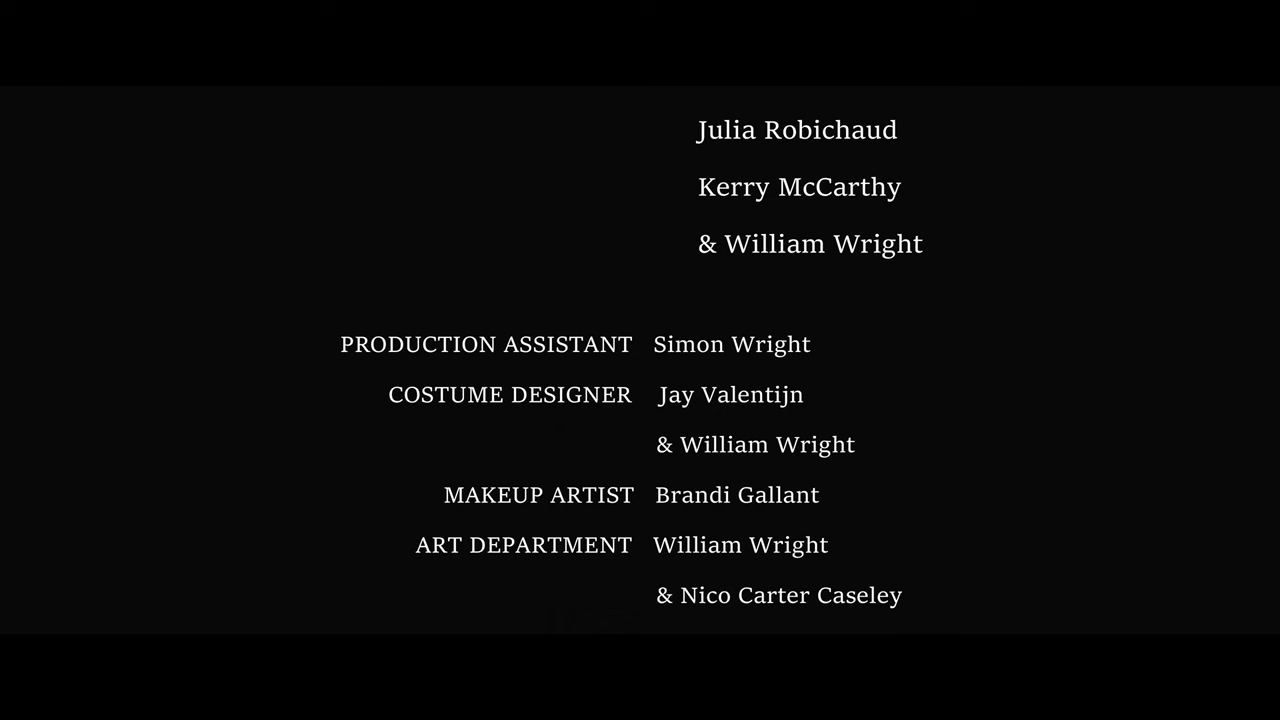 Julia Robichaud
Kerry McCarthy
& William Wright
PRODUCTION ASSISTANT Simon Wright
COSTUME DESIGNER Jay Valentijn
& William Wright
MAKEUP ARTIST Brandi Gallant
ART DEPARTMENT William Wright
& Nico Carter Caseley